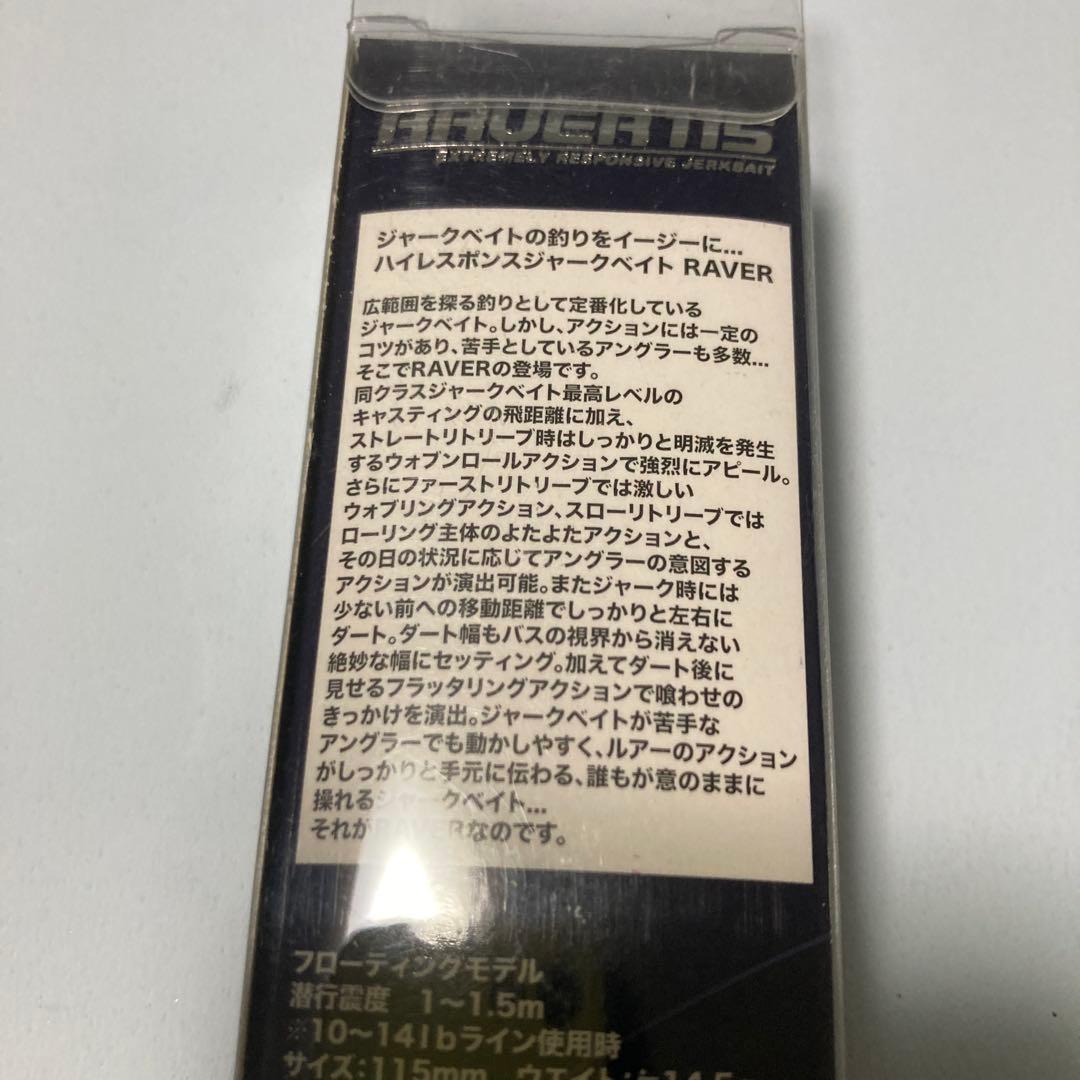 RAVER 115
EXTREMELY RESPONSIVE JERKBAIT
ジャークベイトの釣りをイージーに...
ハイレスポンスジャークベイト RAVER
広範囲を探る釣りとして定番化している
ジャークベイト。しかし、アクションには一定の
コツがあり、苦手としているアングラーも多数...
そこでRAVERの登場です。
同クラスジャークベイト最高レベルの
キャスティングの飛距離に加え、
ストレートリトリーブ時はしっかりと明滅を発生
するウォブンロールアクションで強烈にアピール。
さらにファーストリトリーブでは激しい
ウォブリングアクション、スローリトリーブでは
ローリング主体のよたよたアクションと、
その日の状況に応じてアングラーの意図する
アクションが演出可能。またジャーク時には
少ない前への移動距離でしっかりと左右に
ダート。ダート幅もバスの視界から消えない
絶妙な幅にセッティング。加えてダート後に
見せるフラッタリングアクションで喰わせの
きっかけを演出。ジャークベイトが苦手な
アングラーでも動かしやすく、ルアーのアクション
がしっかりと手元に伝わる、誰もが意のままに
操れるジャークベイト...
それがRAVERなのです。
フローティングモデル
潜行震度 1〜1.5m
※10〜14lbライン使用時
サイズ：115mm ウエイト：